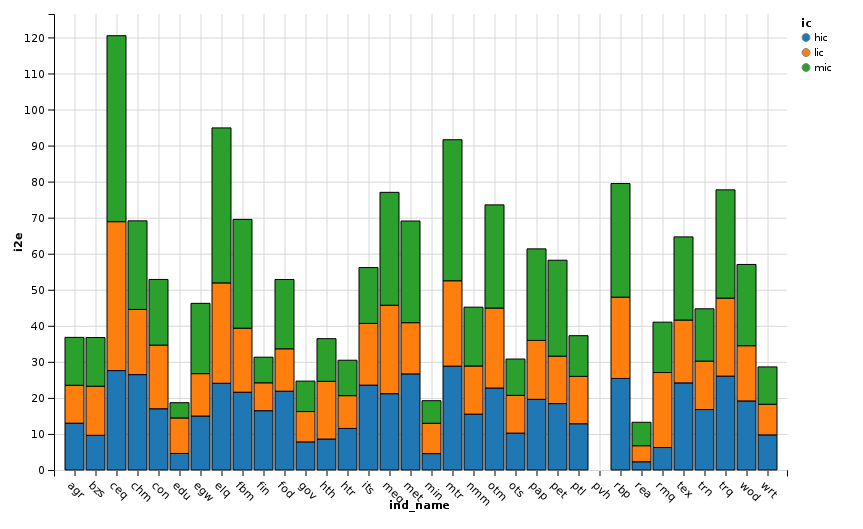 ic
hic
lic
mic
i2e
120
110
100
90
80
70
60
50
40
30
20
10
0
agr bzs ceq chm con edu egw elq fbm fin fod gov hth htr its meq met min mtr nmm otm ots pap pet ptl pvh rbp rea rmq tex trn trq wod wrt
ind_name